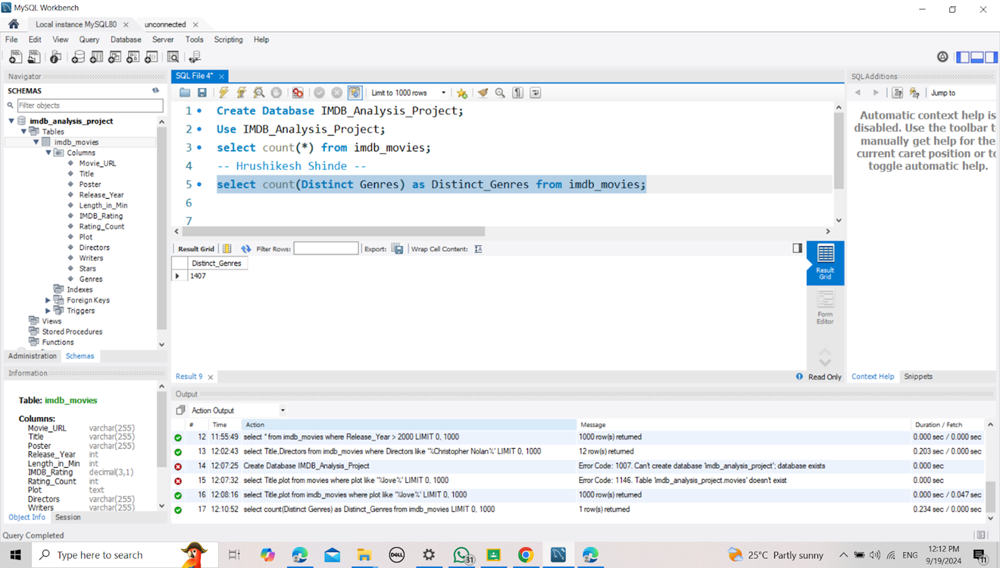 MySQL Workbench
Local instance MySQL80 unconnected
File Edit View Query Database Server Tools Scripting Help
Navigator
SCHEMAS
Filter objects
imdb_analysis_project
Tables
imdb_movies
Columns
Movie_URL
Title
Poster
Release_Year
Length_in_Min
IMDB_Rating
Rating_Count
Plot
Directors
Writers
Stars
Genres
Indexes
Foreign Keys
Triggers
Views
Stored Procedures
Functions
Administration Schemas
Information
Table: imdb_movies
Columns:
Movie_URL varchar(255)
Title varchar(255)
Poster varchar(255)
Release_Year int
Length_in_Min int
IMDB_Rating decimal(3,1)
Rating_Count int
Plot text
Directors varchar(255)
Writers varchar(255)
Object Info Session
SQL File 4*
Limit to 1000 rows
1 Create Database IMDB_Analysis_Project;
2 Use IMDB_Analysis_Project;
3 select count(*) from imdb_movies;
4 -- Hrushikesh Shinde --
5 select count(Distinct Genres) as Distinct_Genres from imdb_movies;
6
7
Result Grid Filter Rows: Export: Wrap Cell Content:
Distinct_Genres
1407
Result Grid
Form Editor
Result 9
Read Only
SQLAdditions
Jump to
Automatic context help is
disabled. Use the toolbar t
manually get help for the
current caret position or to
toggle automatic help.
Context Help Snippets
Output
Action Output
# Time Action Message Duration / Fetch
12 11:55:49 select * from imdb_movies where Release_Year > 2000 LIMIT 0, 1000 1000 row(s) returned 0.000 sec / 0.000 sec
13 12:02:43 select Title,Directors from imdb_movies where Directors like '%Christopher Nolan%' LIMIT 0, 1000 12 row(s) returned 0.203 sec / 0.000 sec
14 12:07:25 Create Database IMDB_Analysis_Project Error Code: 1007. Can't create database 'imdb_analysis_project'; database exists 0.000 sec
15 12:07:32 select Title,plot from movies where plot like '%love%' LIMIT 0, 1000 Error Code: 1146. Table 'imdb_analysis_project.movies' doesn't exist 0.000 sec
16 12:08:16 select Title,plot from imdb_movies where plot like '%love%' LIMIT 0, 1000 1000 row(s) returned 0.000 sec / 0.047 sec
17 12:10:52 select count(Distinct Genres) as Distinct_Genres from imdb_movies LIMIT 0, 1000 1 row(s) returned 0.234 sec / 0.000 sec
Query Completed
Type here to search
DELL
31
25°C Partly sunny
ENG
12:12 PM
9/19/2024
11